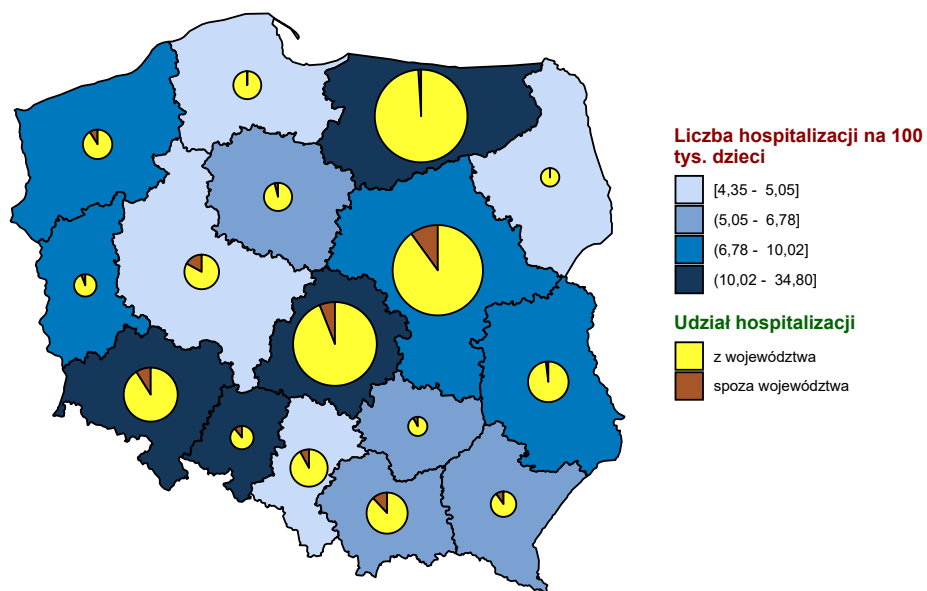 Liczba hospitalizacji na 100
tys. dzieci
[4,35 - 5,05]
(5,05 - 6,78]
(6,78 - 10,02]
(10,02 - 34,80]
Udział hospitalizacji
z województwa
spoza województwa